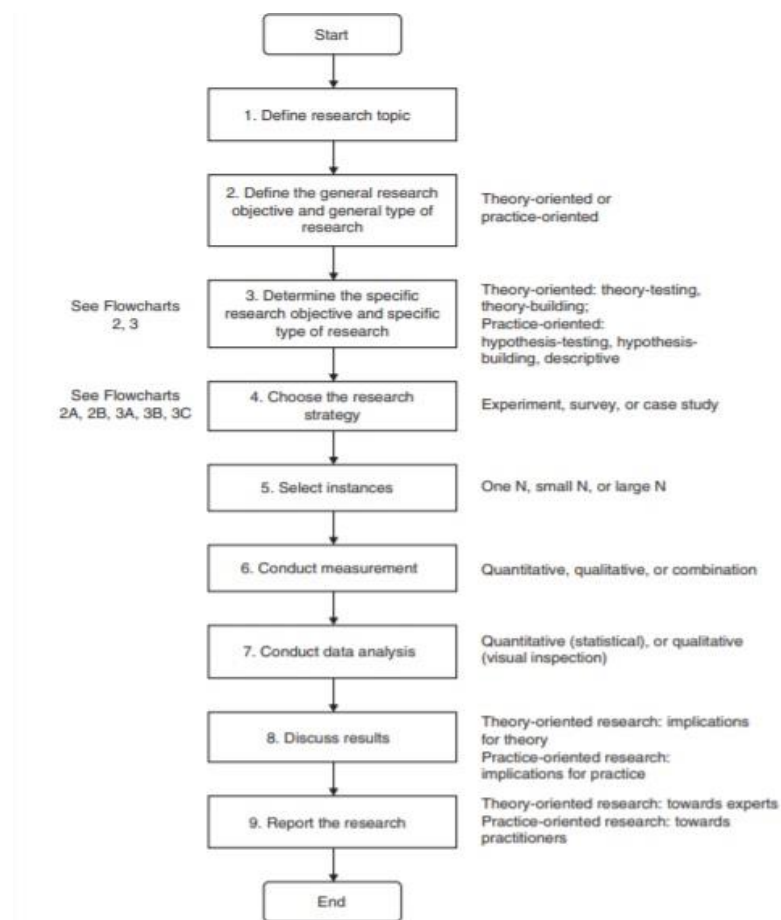 Start
1. Define research topic
2. Define the general research
objective and general type of
research
Theory-oriented or
practice-oriented
See Flowcharts
2, 3
3. Determine the specific
research objective and specific
type of research
Theory-oriented: theory-testing,
theory-building;
Practice-oriented:
hypothesis-testing, hypothesis-
building, descriptive
See Flowcharts
2A, 2B, 3A, 3B, 3C
4. Choose the research
strategy
Experiment, survey, or case study
5. Select instances
One N, small N, or large N
6. Conduct measurement
Quantitative, qualitative, or combination
7. Conduct data analysis
Quantitative (statistical), or qualitative
(visual inspection)
8. Discuss results
Theory-oriented research: implications
for theory
Practice-oriented research:
implications for practice
9. Report the research
Theory-oriented research: towards experts
Practice-oriented research: towards
practitioners
End